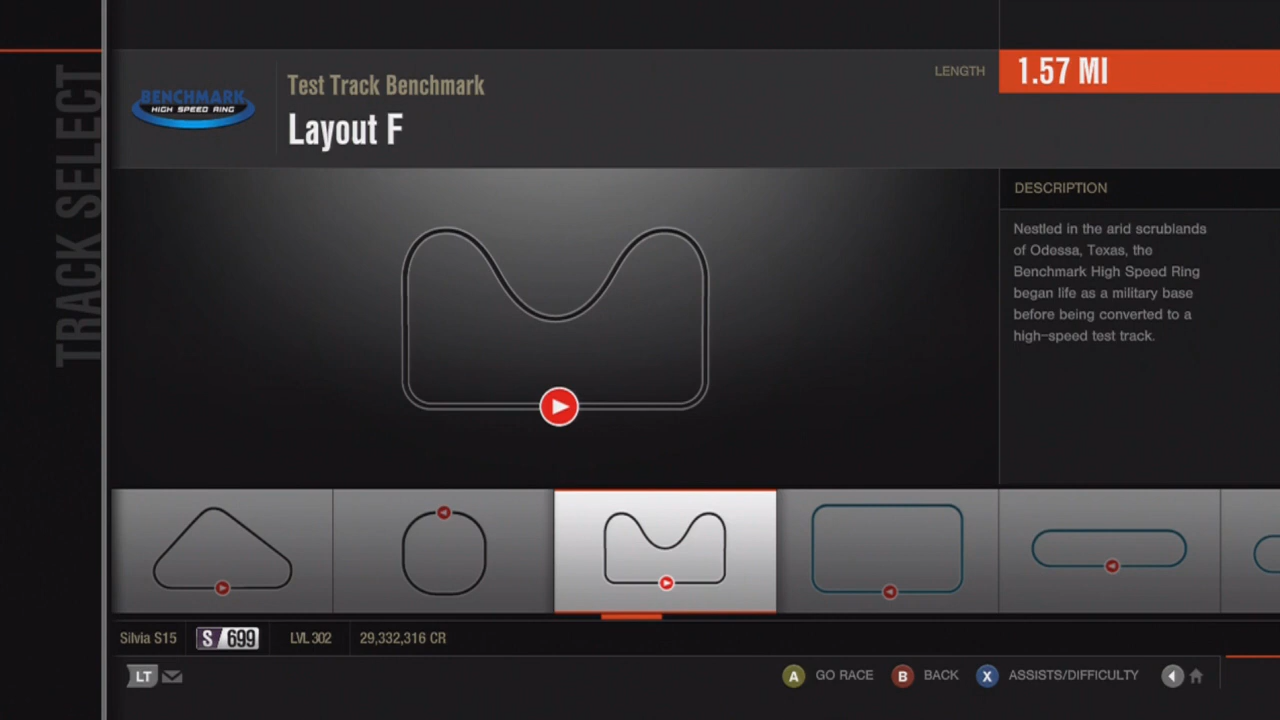 TRACK SELECT
BENCHMARK
HIGH SPEED RING
Test Track Benchmark
Layout F
LENGTH
1.57 MI
DESCRIPTION
Nestled in the arid scrublands
of Odessa, Texas, the
Benchmark High Speed Ring
began life as a military base
before being converted to a
high-speed test track.
Silvia S15
S 699
LVL 302
29,332,316 CR
LT
A GO RACE
B BACK
X ASSISTS/DIFFICULTY